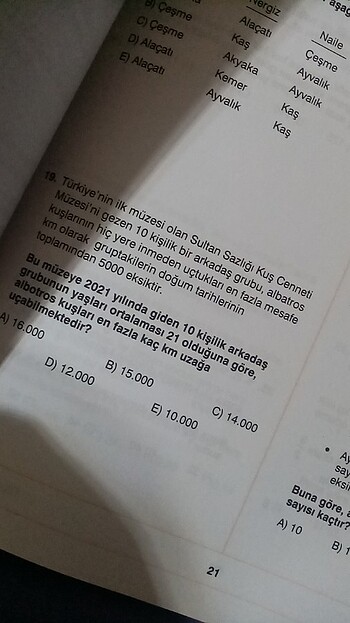 Nergiz
Naile
B) Çeşme Alaçatı Çeşme
C) Çeşme Kaş Ayvalık
D) Alaçatı Akyaka Ayvalık
E) Alaçatı Kemer Kaş
Ayvalık Kaş
19. Türkiye'nin ilk müzesi olan Sultan Sazlığı Kuş Cenneti
Müzesi'ni gezen 10 kişilik bir arkadaş grubu, albatros
kuşlarının hiç yere inmeden uçtukları en fazla mesafe
km olarak gruptakilerin doğum tarihlerinin
toplamından 5000 eksiktir.
Bu müzeye 2021 yılında giden 10 kişilik arkadaş
grubunun yaşları ortalaması 21 olduğuna göre,
albotros kuşları en fazla kaç km uzağa
uçabilmektedir?
A) 16.000
B) 15.000
C) 14.000
D) 12.000
E) 10.000
Buna göre,
sayısı kaçtır?
A) 10
21